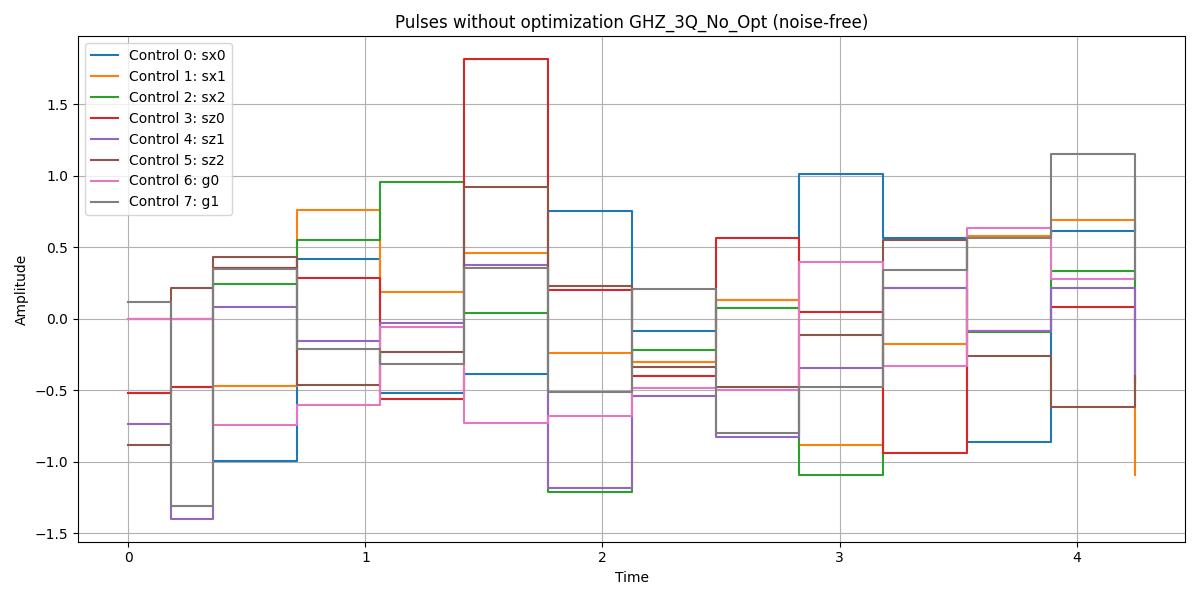 Pulses without optimization GHZ_3Q_No_Opt (noise-free)
Control 0: sx0
Control 1: sx1
Control 2: sx2
Control 3: sz0
Control 4: sz1
Control 5: sz2
Control 6: g0
Control 7: g1
Amplitude
1.5
1.0
0.5
0.0
−0.5
−1.0
−1.5
0 1 2 3 4
Time